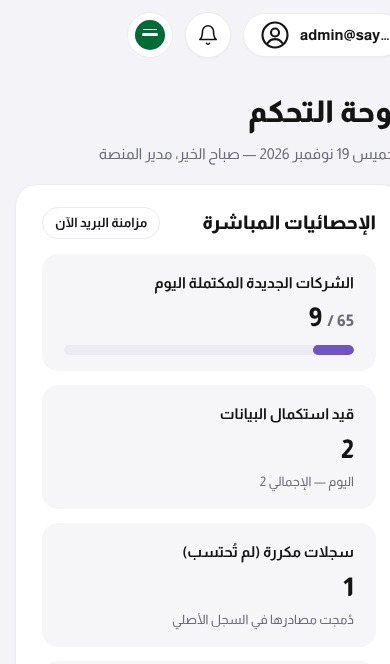 admin@say...
وحة التحكم
خميس 19 نوفمبر 2026 — صباح الخير، مدير المنصة
الإحصائيات المباشرة
مزامنة البريد الآن
الشركات الجديدة المكتملة اليوم
9 / 65
قيد استكمال البيانات
2
اليوم — الإجمالي 2
سجلات مكررة (لم تُحتسب)
1
دُمجت مصادرها في السجل الأصلي